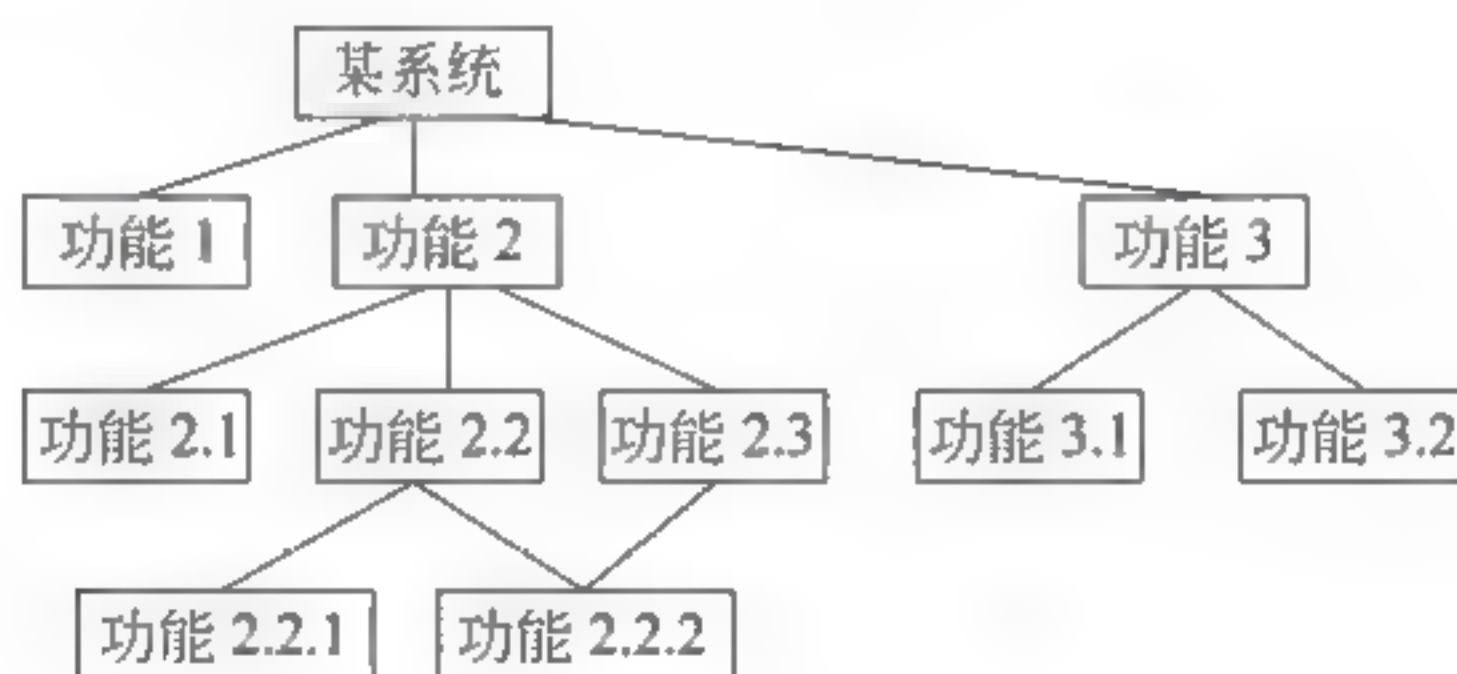 某系统
功能 1
功能 2
功能 3
功能 2.1
功能 2.2
功能 2.3
功能 3.1
功能 3.2
功能 2.2.1
功能 2.2.2